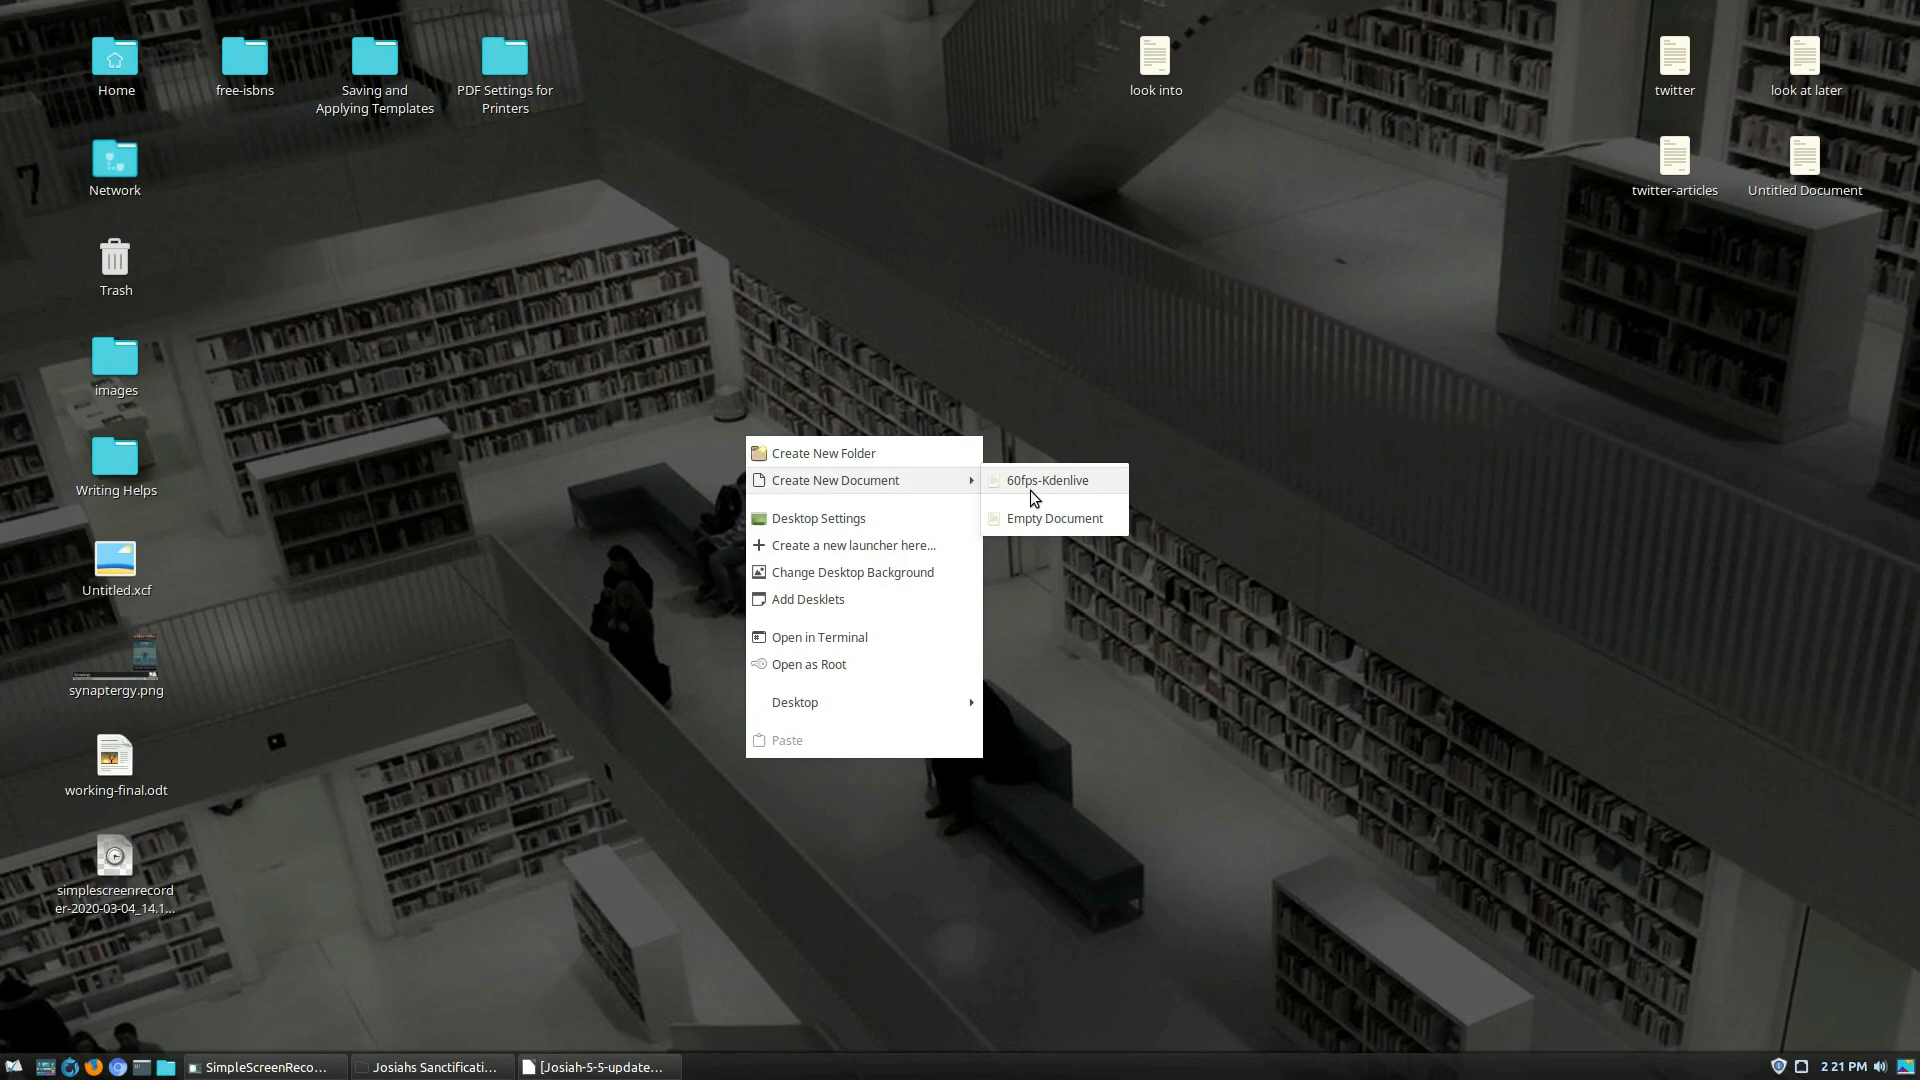 Home
free-isbns
Saving and
Applying Templates
PDF Settings for
Printers
look into
twitter
look at later
Network
twitter-articles
Untitled Document
Trash
images
Writing Helps
Untitled.xcf
synaptergy.png
working-final.odt
simplescreenrecord
er-2020-03-04_14.1...
Create New Folder
Create New Document
60fps-Kdenlive
Empty Document
Desktop Settings
Create a new launcher here...
Change Desktop Background
Add Desklets
Open in Terminal
Open as Root
Desktop
Paste
SimpleScreenReco...
Josiahs Sanctificati...
[Josiah-5-5-update...
2 21 PM